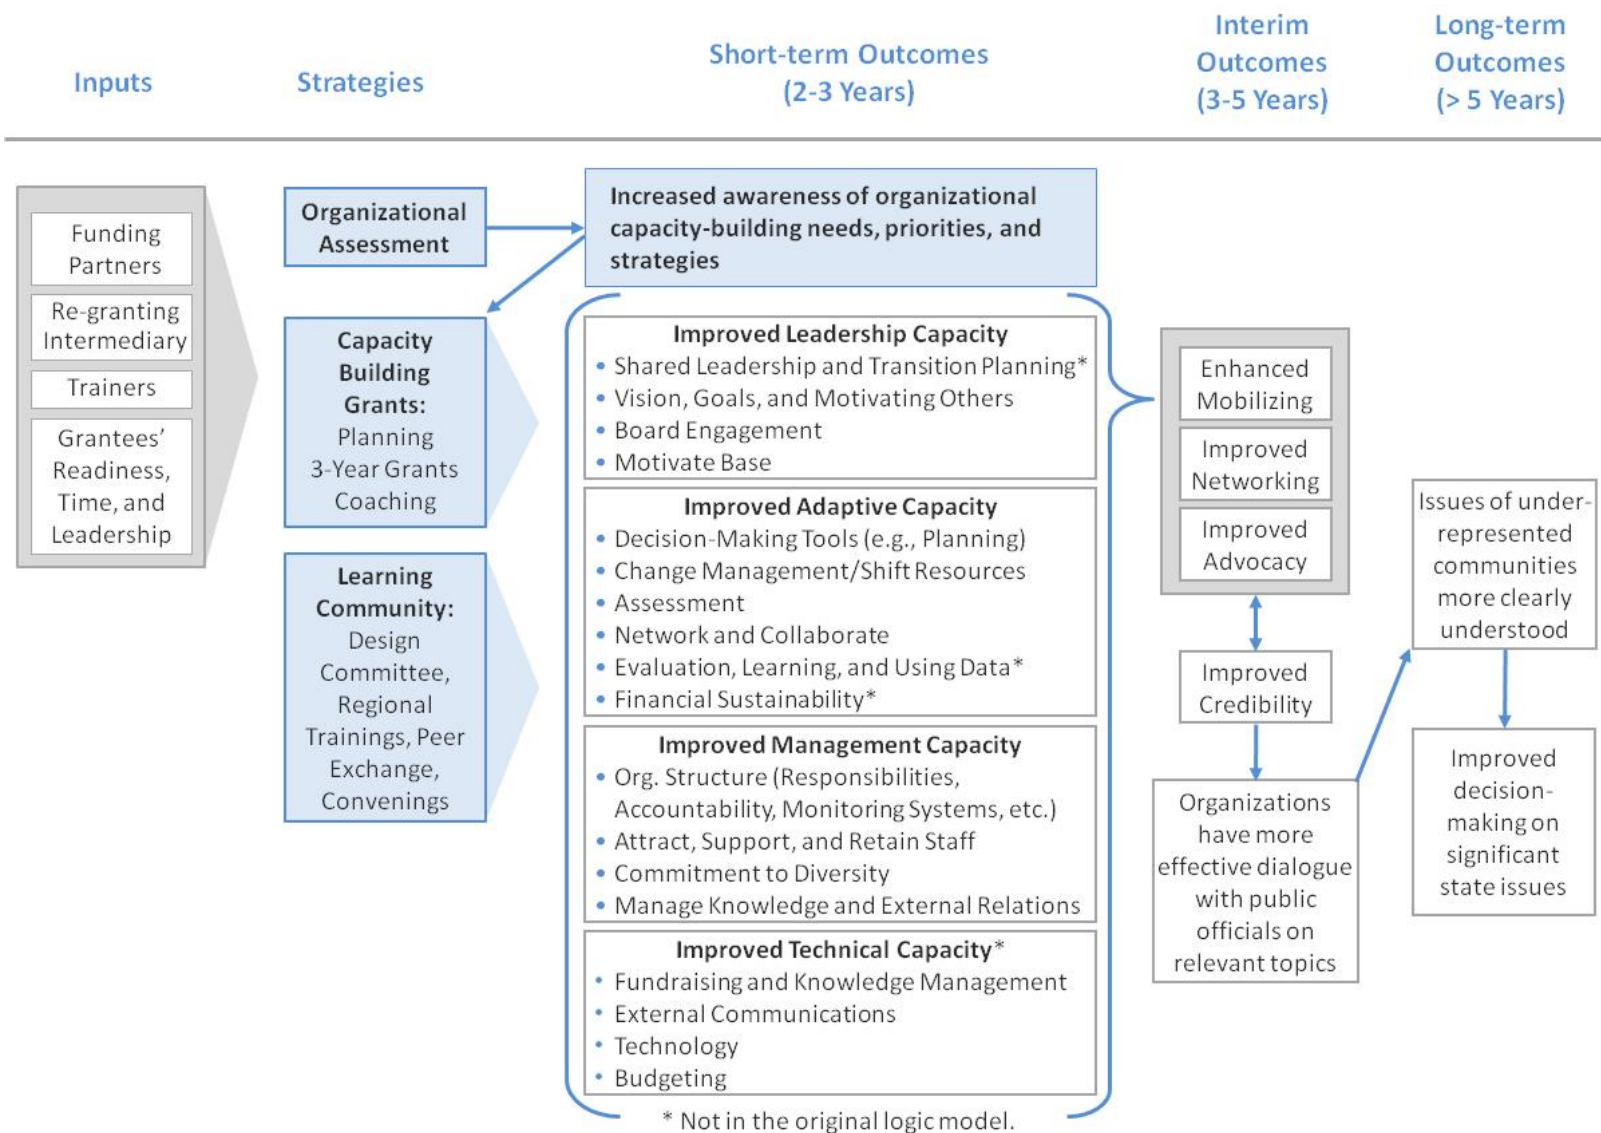 Inputs
Strategies
Short-term Outcomes
(2-3 Years)
Interim
Outcomes
(3-5 Years)
Long-term
Outcomes
(> 5 Years)
Funding
Partners
Re-granting
Intermediary
Trainers
Grantees’
Readiness,
Time, and
Leadership
Organizational
Assessment
Capacity
Building
Grants:
Planning
3-Year Grants
Coaching
Learning
Community:
Design
Committee,
Regional
Trainings, Peer
Exchange,
Convenings
Increased awareness of organizational
capacity-building needs, priorities, and
strategies
Improved Leadership Capacity
• Shared Leadership and Transition Planning*
• Vision, Goals, and Motivating Others
• Board Engagement
• Motivate Base
Improved Adaptive Capacity
• Decision-Making Tools (e.g., Planning)
• Change Management/Shift Resources
• Assessment
• Network and Collaborate
• Evaluation, Learning, and Using Data*
• Financial Sustainability*
Improved Management Capacity
• Org. Structure (Responsibilities,
Accountability, Monitoring Systems, etc.)
• Attract, Support, and Retain Staff
• Commitment to Diversity
• Manage Knowledge and External Relations
Improved Technical Capacity*
• Fundraising and Knowledge Management
• External Communications
• Technology
• Budgeting
* Not in the original logic model.
Enhanced
Mobilizing
Improved
Networking
Improved
Advocacy
Improved
Credibility
Organizations
have more
effective dialogue
with public
officials on
relevant topics
Issues of under-
represented
communities
more clearly
understood
Improved
decision-
making on
significant
state issues